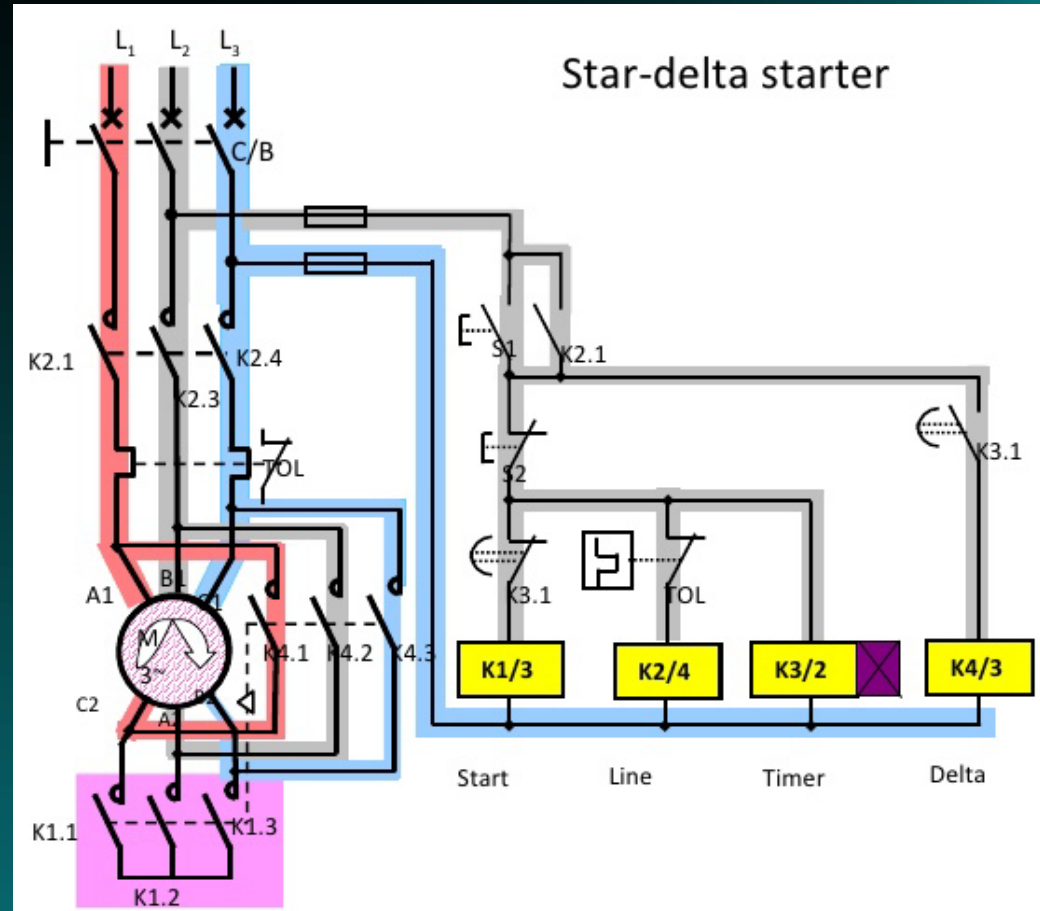 L1 L2 L3
Star-delta starter
C/B
K2.1
K2.4
K2.3
S1
K2.1
TOL
S2
K3.1
A1
B1
C1
K3.1
TOL
M
3~
K4.1
K4.2
K4.3
K1/3
K2/4
K3/2
K4/3
C2
A2
B2
Start
Line
Timer
Delta
K1.1
K1.3
K1.2